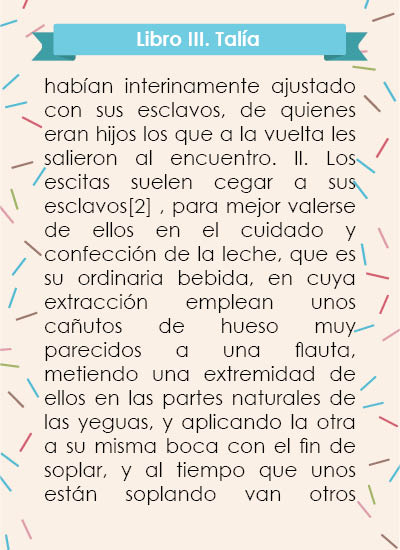 Libro III. Talía
habían interinamente ajustado
con sus esclavos, de quienes
eran hijos los que a la vuelta les
salieron al encuentro. II. Los
escitas suelen cegar a sus
esclavos[2] , para mejor valerse
de ellos en el cuidado y
confección de la leche, que es
su ordinaria bebida, en cuya
extracción emplean unos
cañutos de hueso muy
parecidos a una flauta,
metiendo una extremidad de
ellos en las partes naturales de
las yeguas, y aplicando la otra
a su misma boca con el fin de
soplar, y al tiempo que unos
están soplando van otros